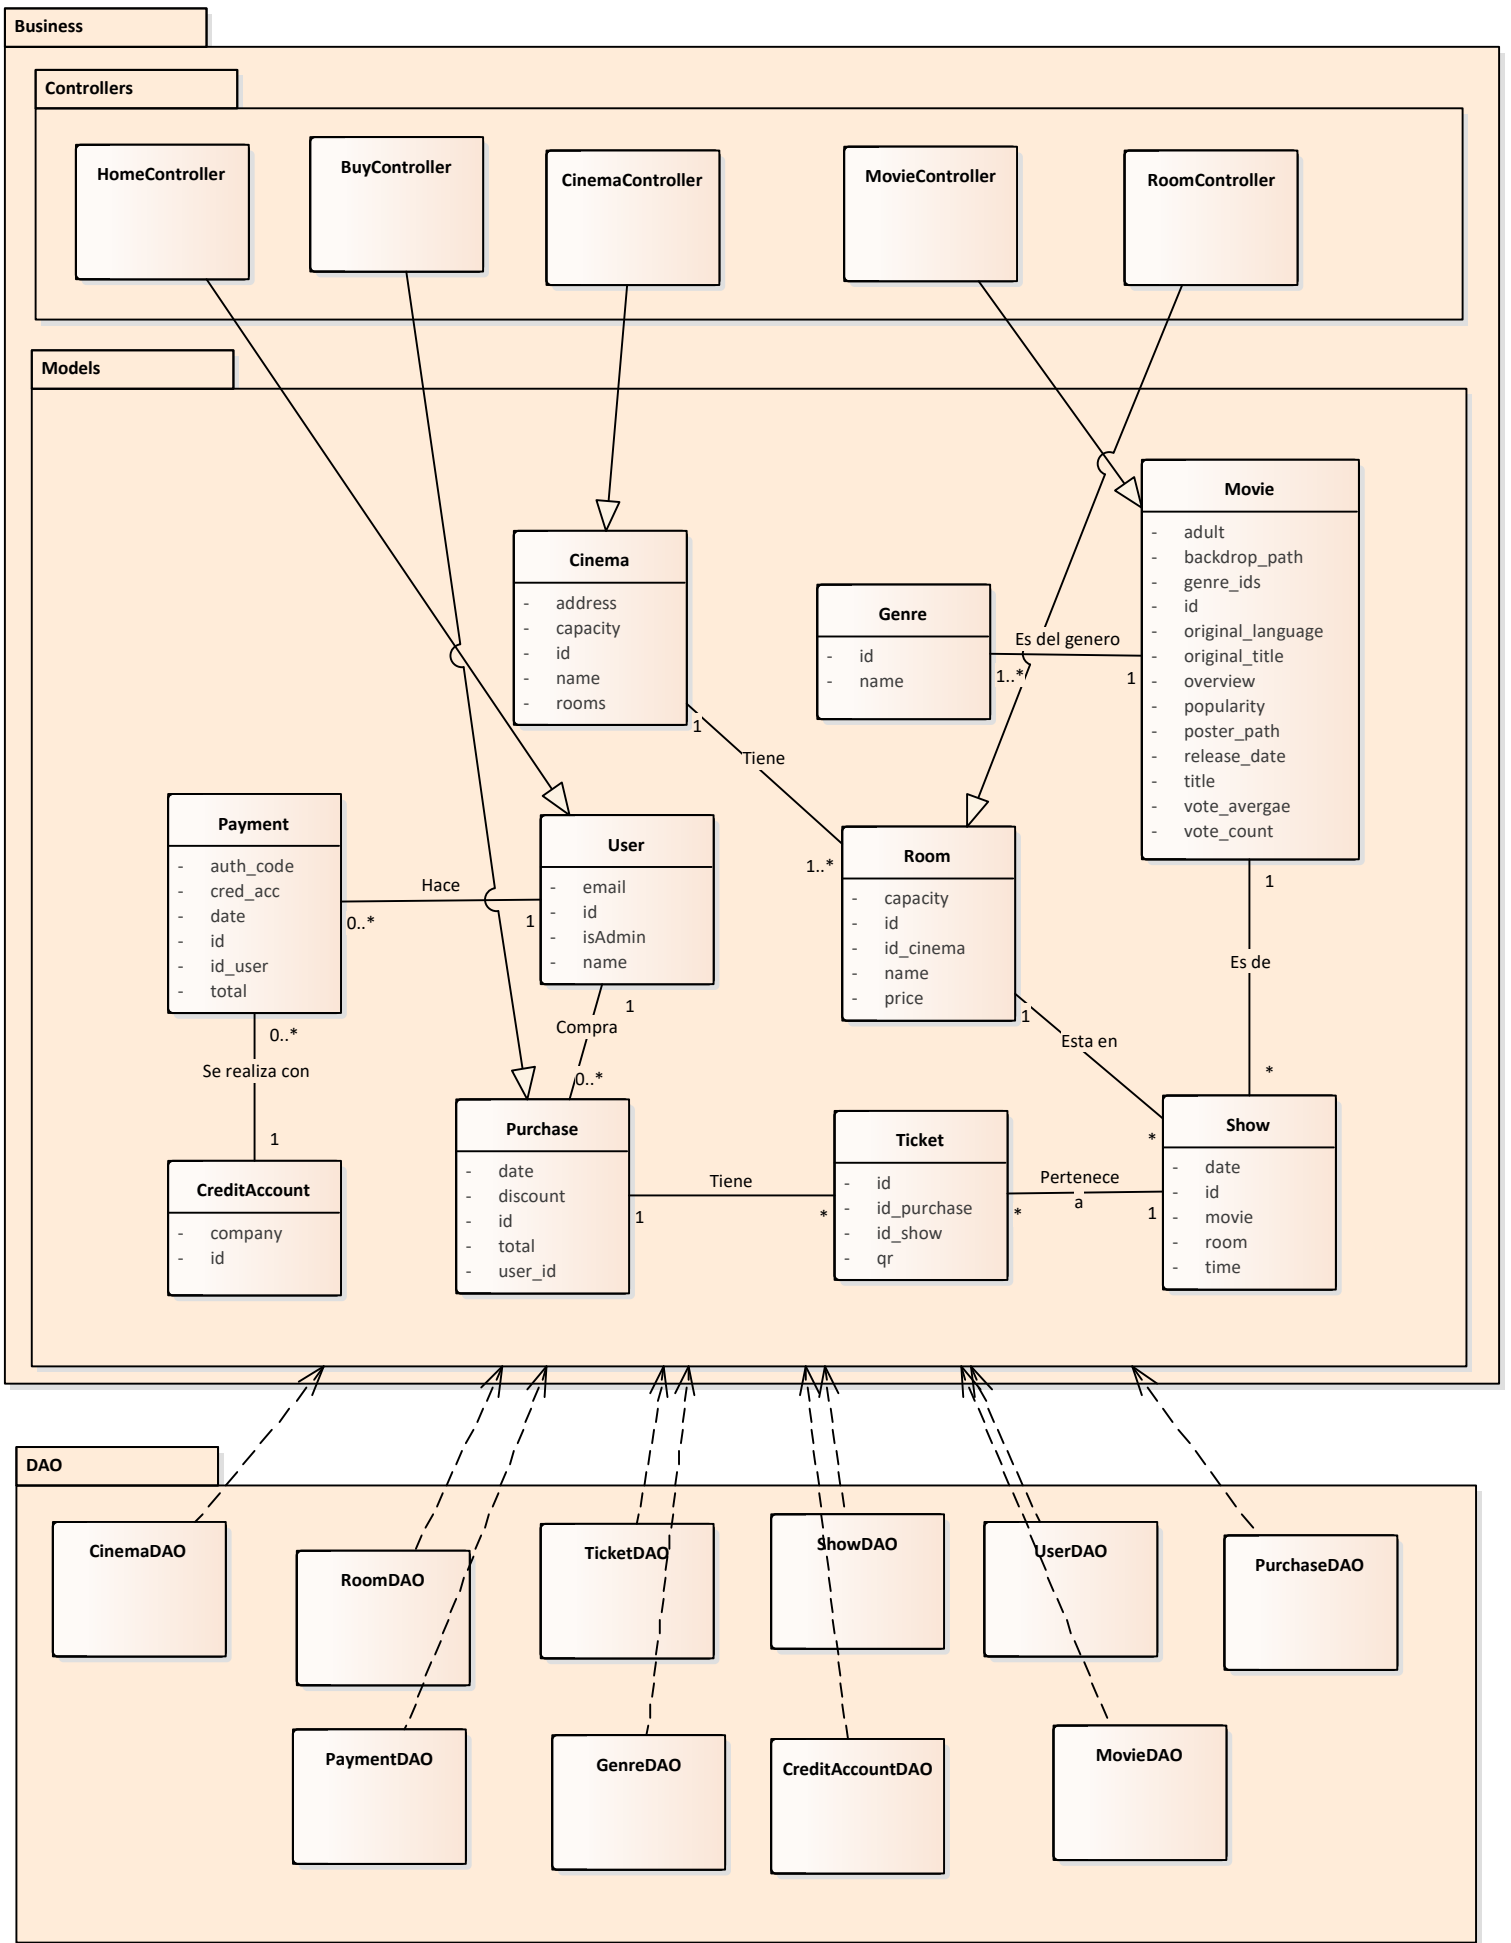 Business
Controllers
HomeController
BuyController
CinemaController
MovieController
RoomController
Models
Movie
- adult
- backdrop_path
- genre_ids
- id
- original_language
- original_title
- overview
- popularity
- poster_path
- release_date
- title
- vote_avergae
- vote_count
Cinema
- address
- capacity
- id
- name
- rooms
Genre
- id
- name
Es del genero
1..*
1
1
Tiene
1..*
Payment
- auth_code
- cred_acc
- date
- id
- id_user
- total
Hace
0..*
1
User
- email
- id
- isAdmin
- name
Room
- capacity
- id
- id_cinema
- name
- price
1
Es de
*
1
Esta en
*
1
Compra
0..*
0..*
Se realiza con
1
CreditAccount
- company
- id
Purchase
- date
- discount
- id
- total
- user_id
Tiene
1
*
Ticket
- id
- id_purchase
- id_show
- qr
Pertenece
a
*
1
Show
- date
- id
- movie
- room
- time
DAO
CinemaDAO
RoomDAO
TicketDAO
ShowDAO
UserDAO
PurchaseDAO
PaymentDAO
GenreDAO
CreditAccountDAO
MovieDAO